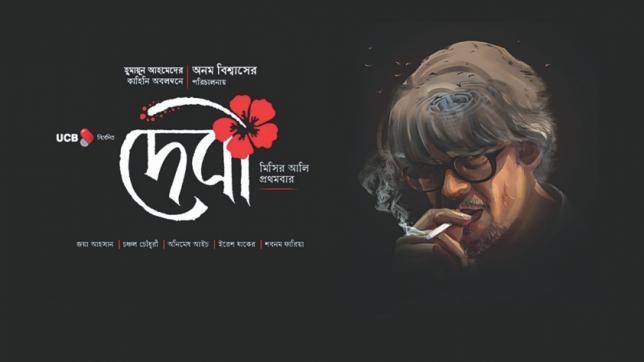 হুমায়ূন আহমেদের
কাহিনি অবলম্বনে
অনম বিশ্বাসের
পরিচালনায়
UCB নিবেদিত
দেবী
মিসির আলি
প্রথমবার
জয়া আহসান | চঞ্চল চৌধুরী | অনিমেষ আইচ | ইরেশ যাকের | শবনম ফারিয়া